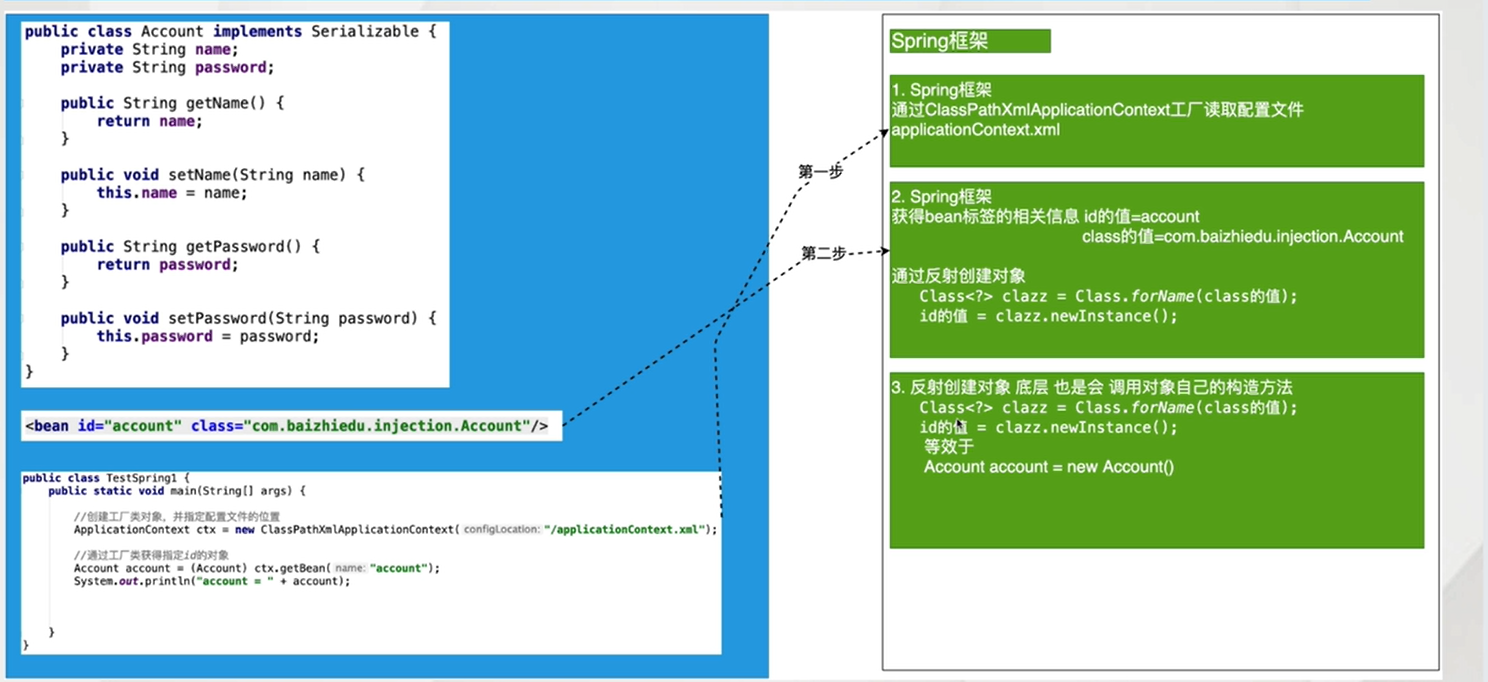 public class Account implements Serializable {
private String name;
private String password;
public String getName() {
return name;
}
public void setName(String name) {
this.name = name;
}
public String getPassword() {
return password;
}
public void setPassword(String password) {
this.password = password;
}
}
<bean id="account" class="com.baizhiedu.injection.Account"/>
public class TestSpring1 {
public static void main(String[] args) {
//创建工厂类对象，并指定配置文件的位置
ApplicationContext ctx = new ClassPathXmlApplicationContext( configLocation: "/applicationContext.xml");
//通过工厂类获得指定id的对象
Account account = (Account) ctx.getBean( name: "account");
System.out.println("account = " + account);
}
}
第一步
第二步
Spring框架
1. Spring框架
通过ClassPathXmlApplicationContext工厂读取配置文件
applicationContext.xml
2. Spring框架
获得bean标签的相关信息 id的值=account
class的值=com.baizhiedu.injection.Account
通过反射创建对象
Class<?> clazz = Class.forName(class的值);
id的值 = clazz.newInstance();
3. 反射创建对象 底层 也是会 调用对象自己的构造方法
Class<?> clazz = Class.forName(class的值);
id的值 = clazz.newInstance();
等效于
Account account = new Account()